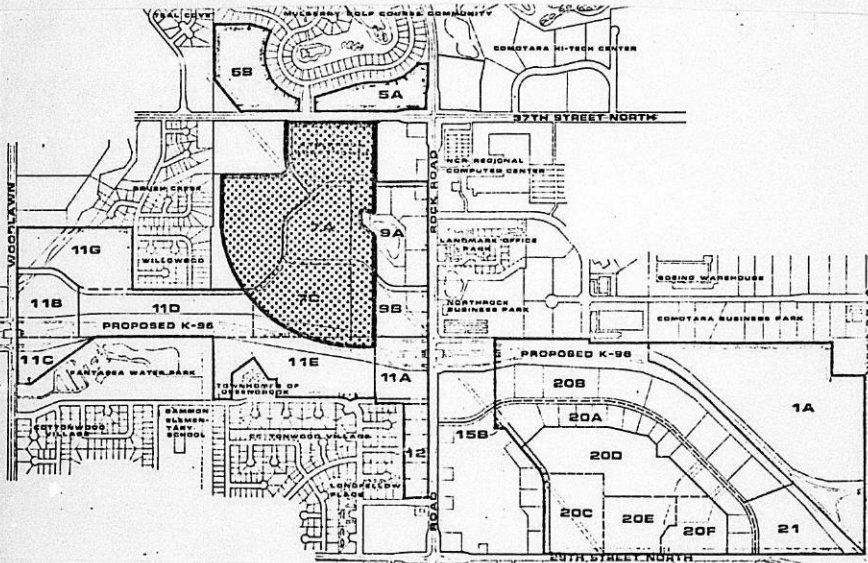 TEAL COVE
MULBERRY GOLF COURSE COMMUNITY
COMOTARA HI-TECH CENTER
5B
5A
37TH STREET NORTH
WOODLAWN
ROCK ROAD
NCR REGIONAL
COMPUTER CENTER
BRUSH CREEK
7A
9A
11G
WILLOWBEND
LANDMARK OFFICE
PARK
BOEING WAREHOUSE
11B
11D
7C
9B
NORTHROCK
BUSINESS PARK
COMOTARA BUSINESS PARK
PROPOSED K-96
PROPOSED K-96
11C
11E
FANTASEA WATER PARK
TOWNHOMES OF
11A
20B
1A
COTTONWOOD
VILLAGE
GAMMON
ELEMEN-
TARY
SCHOOL
COTTONWOOD VILLAGE
12
15B
20A
20D
LONGFELLOW
PLACE
20C
20E
20F
21
ROAD
29TH STREET NORTH